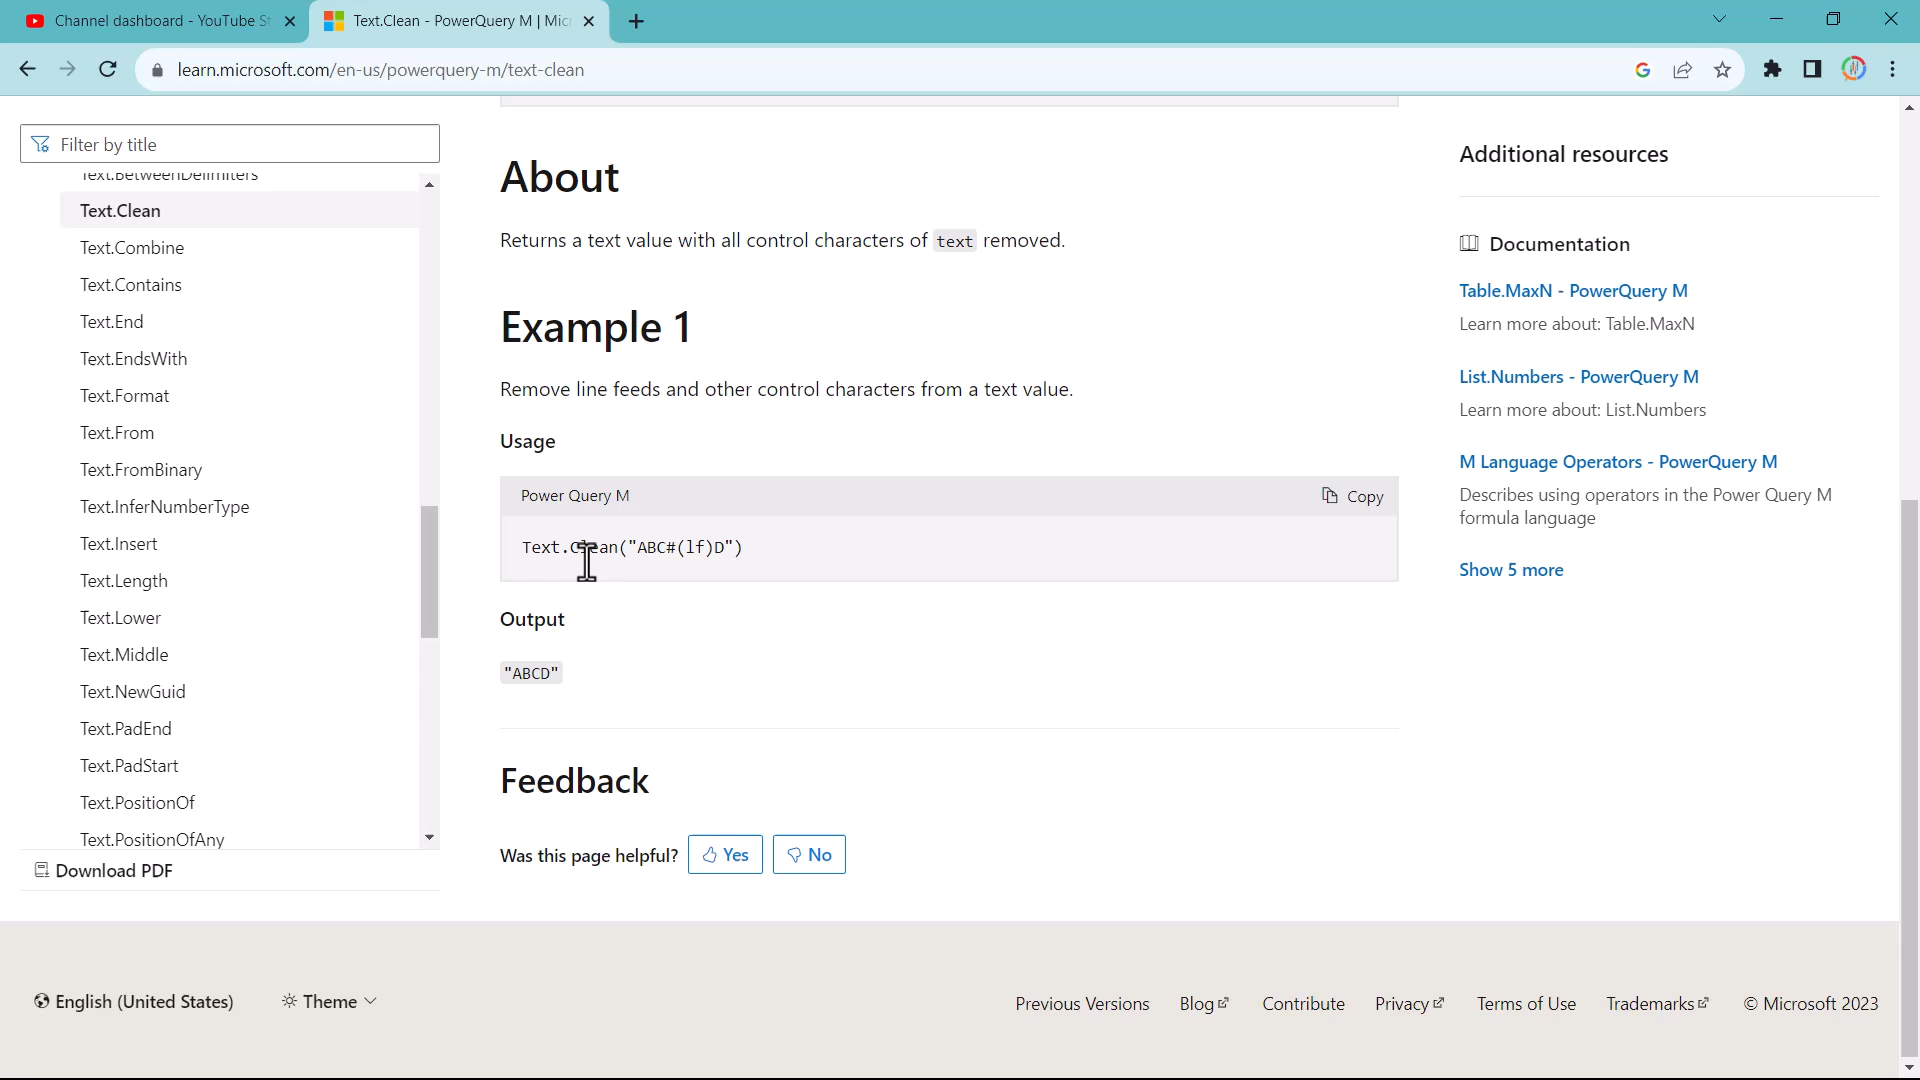 Channel dashboard - YouTube St
Text.Clean - PowerQuery M | Mic
learn.microsoft.com/en-us/powerquery-m/text-clean
Filter by title
Text.BetweenDelimiters
Text.Clean
Text.Combine
Text.Contains
Text.End
Text.EndsWith
Text.Format
Text.From
Text.FromBinary
Text.InferNumberType
Text.Insert
Text.Length
Text.Lower
Text.Middle
Text.NewGuid
Text.PadEnd
Text.PadStart
Text.PositionOf
Text.PositionOfAny
Download PDF
About
Returns a text value with all control characters of text removed.
Example 1
Remove line feeds and other control characters from a text value.
Usage
Power Query M
Copy
Text.Clean("ABC#(lf)D")
Output
"ABCD"
Feedback
Was this page helpful? Yes No
Additional resources
Documentation
Table.MaxN - PowerQuery M
Learn more about: Table.MaxN
List.Numbers - PowerQuery M
Learn more about: List.Numbers
M Language Operators - PowerQuery M
Describes using operators in the Power Query M
formula language
Show 5 more
English (United States)
Theme
Previous Versions
Blog
Contribute
Privacy
Terms of Use
Trademarks
© Microsoft 2023